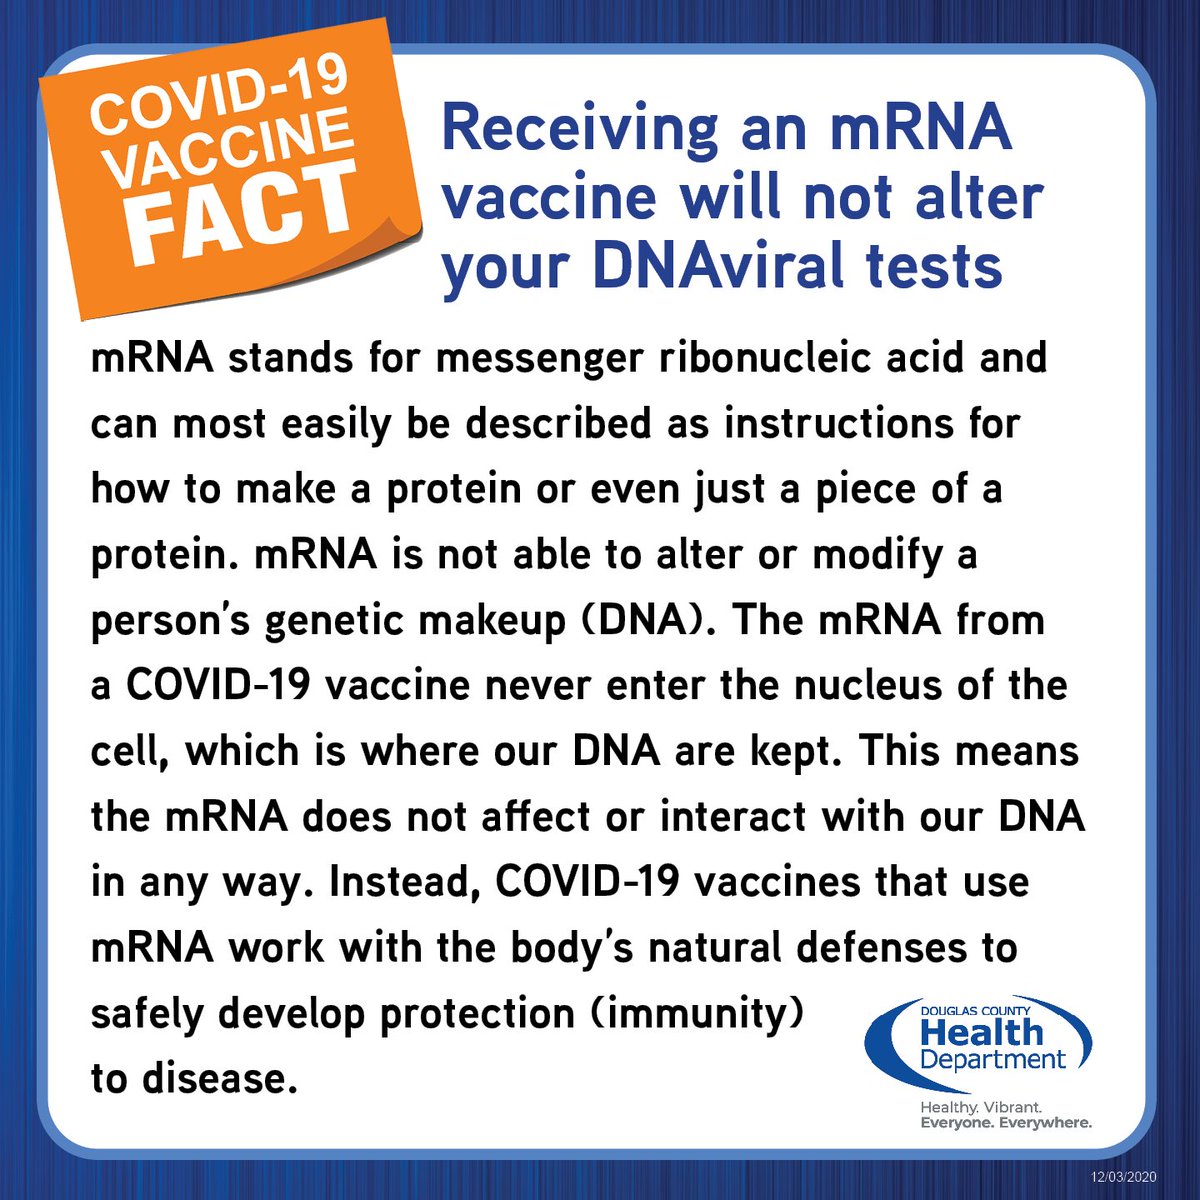 COVID-19
VACCINE
FACT
Receiving an mRNA
vaccine will not alter
your DNAviral tests
mRNA stands for messenger ribonucleic acid and
can most easily be described as instructions for
how to make a protein or even just a piece of a
protein. mRNA is not able to alter or modify a
person’s genetic makeup (DNA). The mRNA from
a COVID-19 vaccine never enter the nucleus of the
cell, which is where our DNA are kept. This means
the mRNA does not affect or interact with our DNA
in any way. Instead, COVID-19 vaccines that use
mRNA work with the body’s natural defenses to
safely develop protection (immunity)
to disease.
DOUGLAS COUNTY
Health
Department
Healthy. Vibrant.
Everyone. Everywhere.
12/03/2020